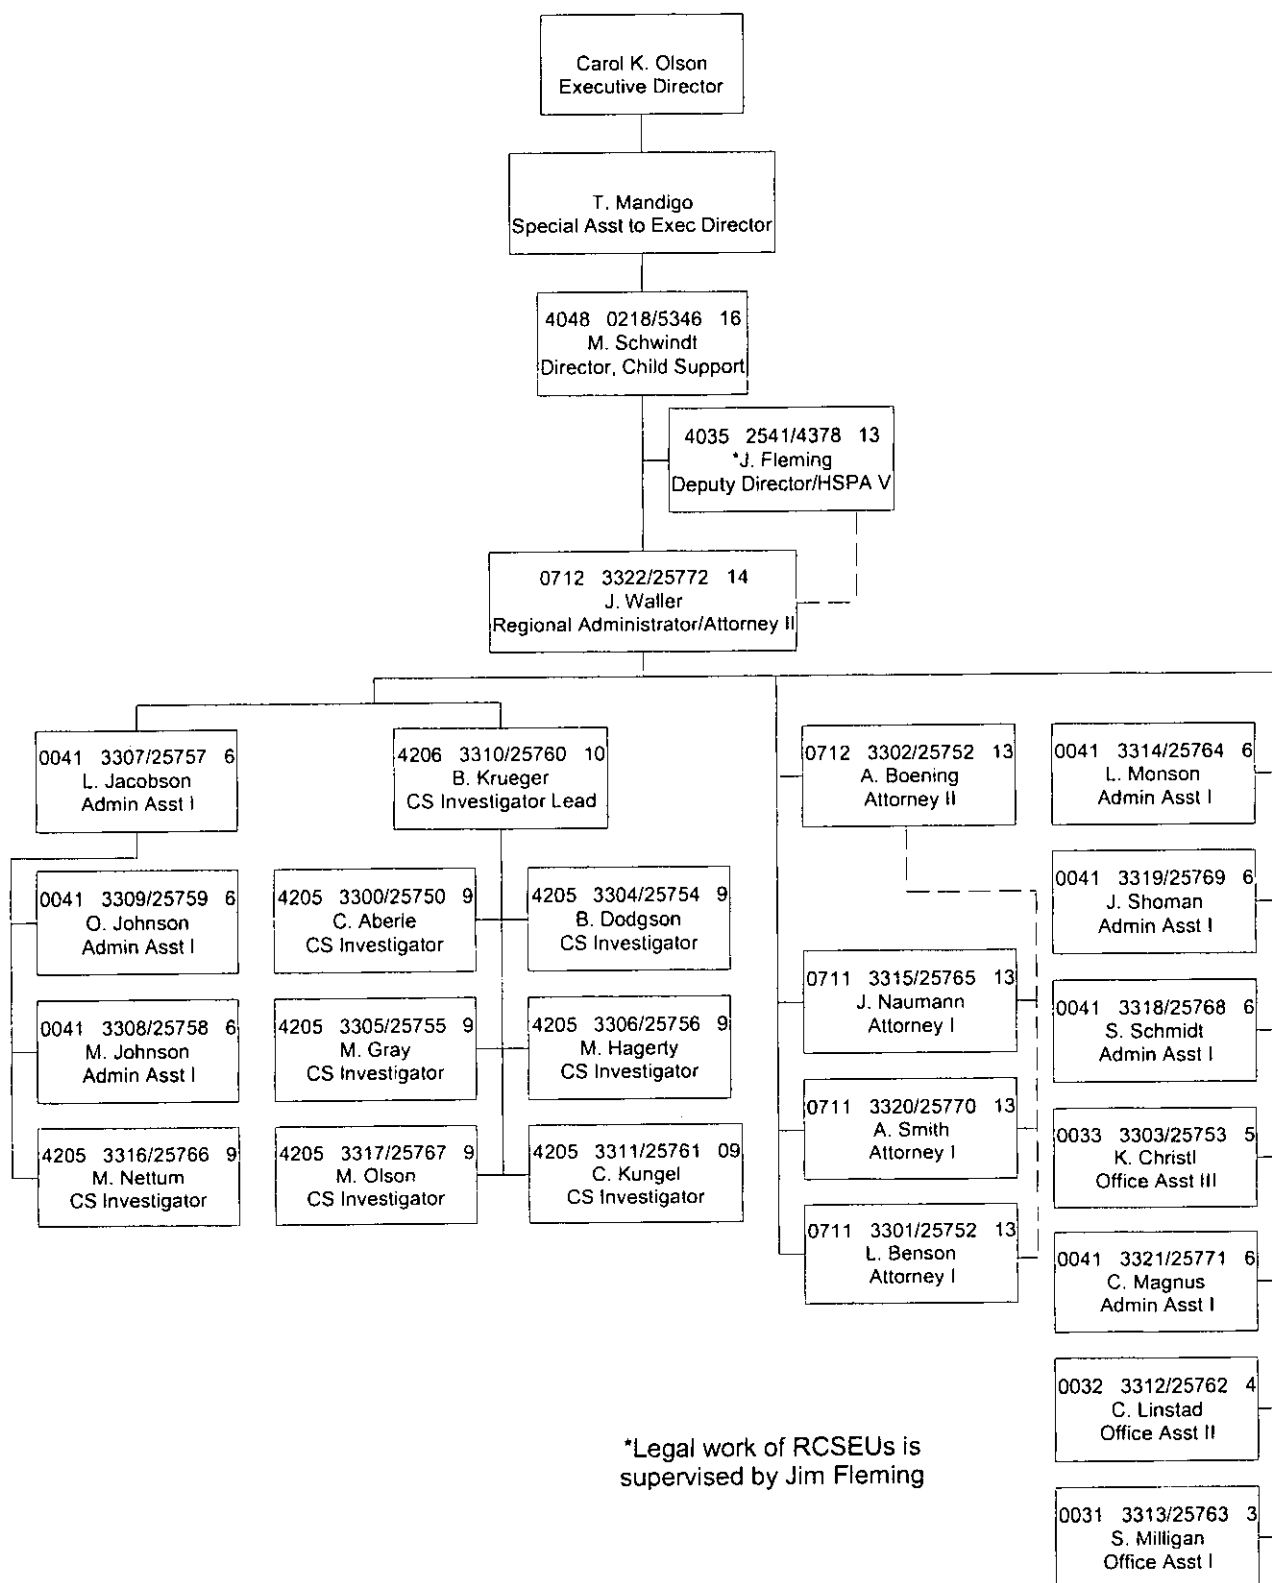 Carol K. Olson
Executive Director
T. Mandigo
Special Asst to Exec Director
4048 0218/5346 16
M. Schwindt
Director, Child Support
4035 2541/4378 13
*J. Fleming
Deputy Director/HSPA V
0712 3322/25772 14
J. Waller
Regional Administrator/Attorney II
0041 3307/25757 6
L. Jacobson
Admin Asst I
4206 3310/25760 10
B. Krueger
CS Investigator Lead
0712 3302/25752 13
A. Boening
Attorney II
0041 3314/25764 6
L. Monson
Admin Asst I
0041 3309/25759 6
O. Johnson
Admin Asst I
4205 3300/25750 9
C. Aberle
CS Investigator
4205 3304/25754 9
B. Dodgson
CS Investigator
0041 3319/25769 6
J. Shoman
Admin Asst I
0041 3308/25758 6
M. Johnson
Admin Asst I
4205 3305/25755 9
M. Gray
CS Investigator
4205 3306/25756 9
M. Hagerty
CS Investigator
0711 3315/25765 13
J. Naumann
Attorney I
0041 3318/25768 6
S. Schmidt
Admin Asst I
4205 3316/25766 9
M. Nettum
CS Investigator
4205 3317/25767 9
M. Olson
CS Investigator
4205 3311/25761 09
C. Kungel
CS Investigator
0711 3320/25770 13
A. Smith
Attorney I
0033 3303/25753 5
K. Christl
Office Asst III
0711 3301/25752 13
L. Benson
Attorney I
0041 3321/25771 6
C. Magnus
Admin Asst I
0032 3312/25762 4
C. Linstad
Office Asst II
*Legal work of RCSEUs is
supervised by Jim Fleming
0031 3313/25763 3
S. Milligan
Office Asst I